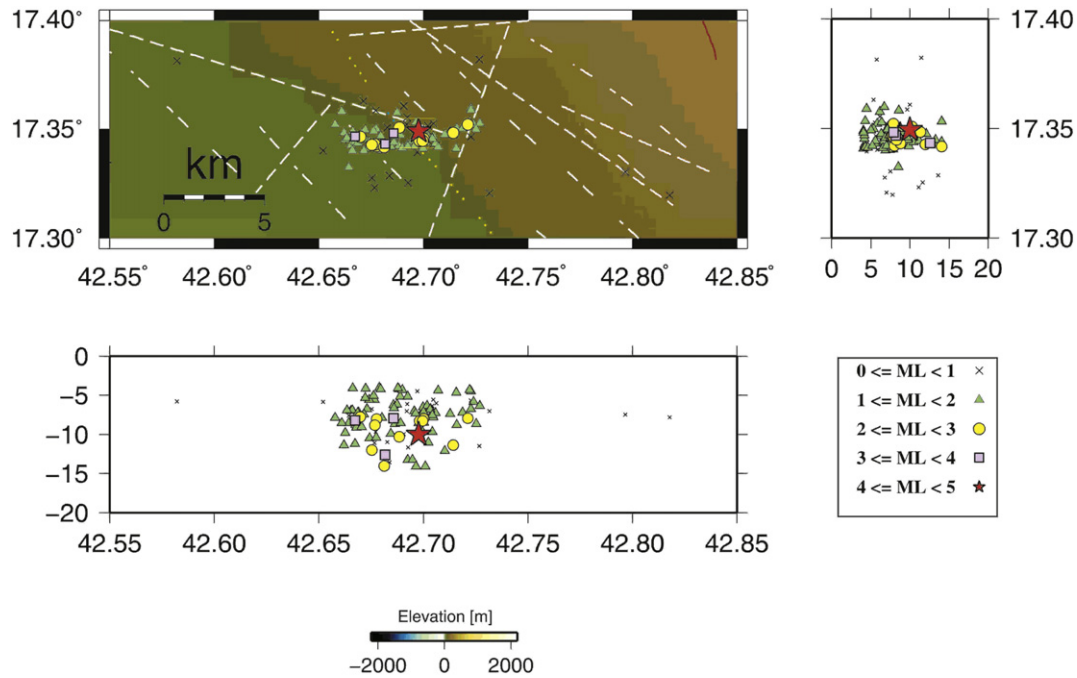 17.40°
17.35°
17.30°
km
0 5
42.55° 42.60° 42.65° 42.70° 42.75° 42.80° 42.85°
17.40
17.35
17.30
0 5 10 15 20
0
−5
−10
−15
−20
42.55 42.60 42.65 42.70 42.75 42.80 42.85
0 <= ML < 1
1 <= ML < 2
2 <= ML < 3
3 <= ML < 4
4 <= ML < 5
Elevation [m]
−2000 0 2000